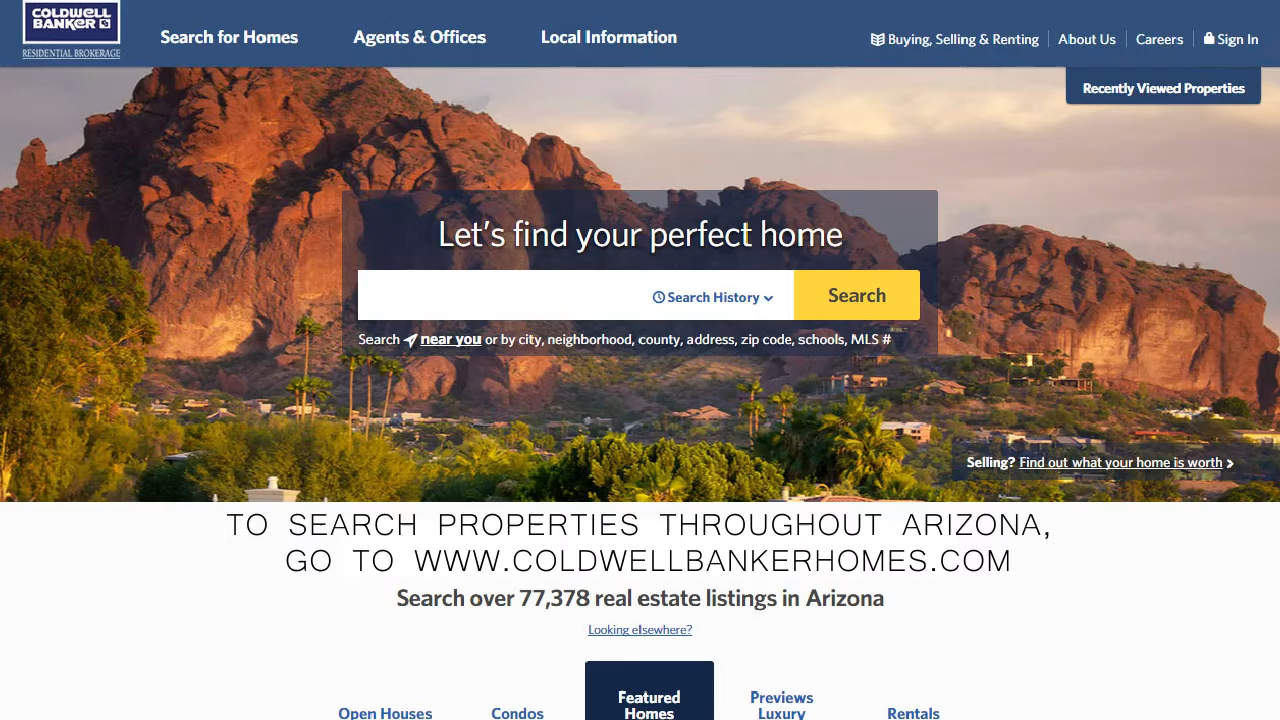 COLDWELL
BANKER
RESIDENTIAL BROKERAGE
Search for Homes
Agents & Offices
Local Information
Buying, Selling & Renting
About Us
Careers
Sign In
Recently Viewed Properties
Let's find your perfect home
Search History
Search
Search near you or by city, neighborhood, county, address, zip code, schools, MLS #
Selling? Find out what your home is worth
TO SEARCH PROPERTIES THROUGHOUT ARIZONA,
GO TO WWW.COLDWELLBANKERHOMES.COM
Search over 77,378 real estate listings in Arizona
Looking elsewhere?
Open Houses
Condos
Featured
Homes
Previews
Luxury
Rentals